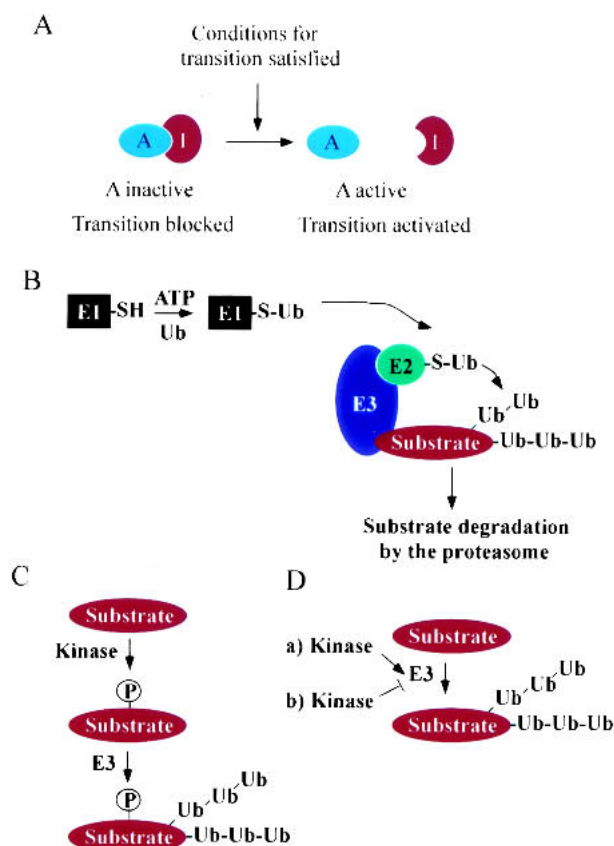 A
Conditions for
transition satisfied
A I A I
A inactive A active
Transition blocked Transition activated
B
E1 -SH ATP E1 -S-Ub
Ub
E2 -S-Ub
E3
Ub Ub
Substrate -Ub-Ub-Ub
Substrate degradation
by the proteasome
C
Substrate
Kinase
P
Substrate
E3
P
Ub Ub Ub
Substrate -Ub-Ub-Ub
D
Substrate
a) Kinase
E3
b) Kinase
Ub Ub Ub
Substrate -Ub-Ub-Ub